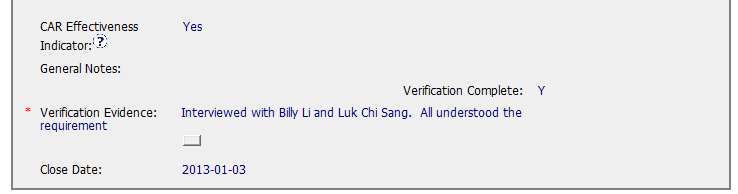 CAR Effectiveness Yes
Indicator: ?
General Notes:
Verification Complete: Y
* Verification Evidence: Interviewed with Billy Li and Luk Chi Sang. All understood the
requirement
Close Date: 2013-01-03